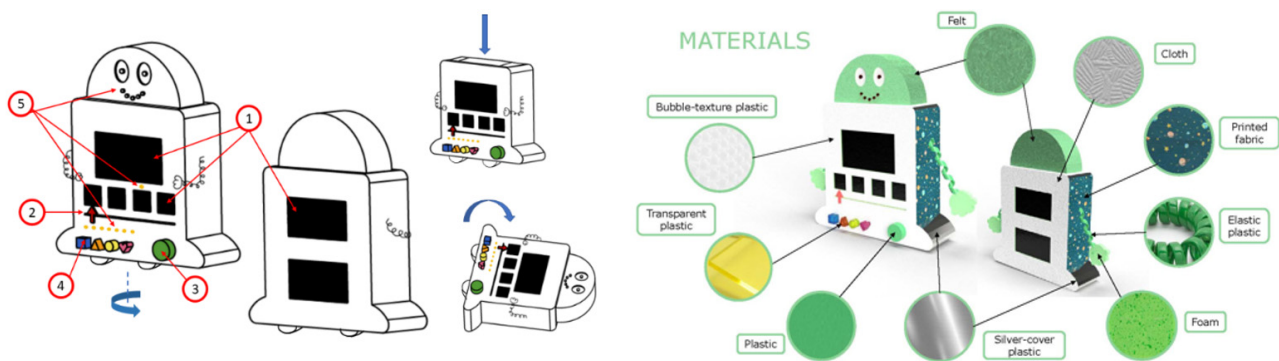 5
1
2
4
3
MATERIALS
Felt
Cloth
Bubble-texture plastic
Printed
fabric
Transparent
plastic
Elastic
plastic
Plastic
Silver-cover
plastic
Foam